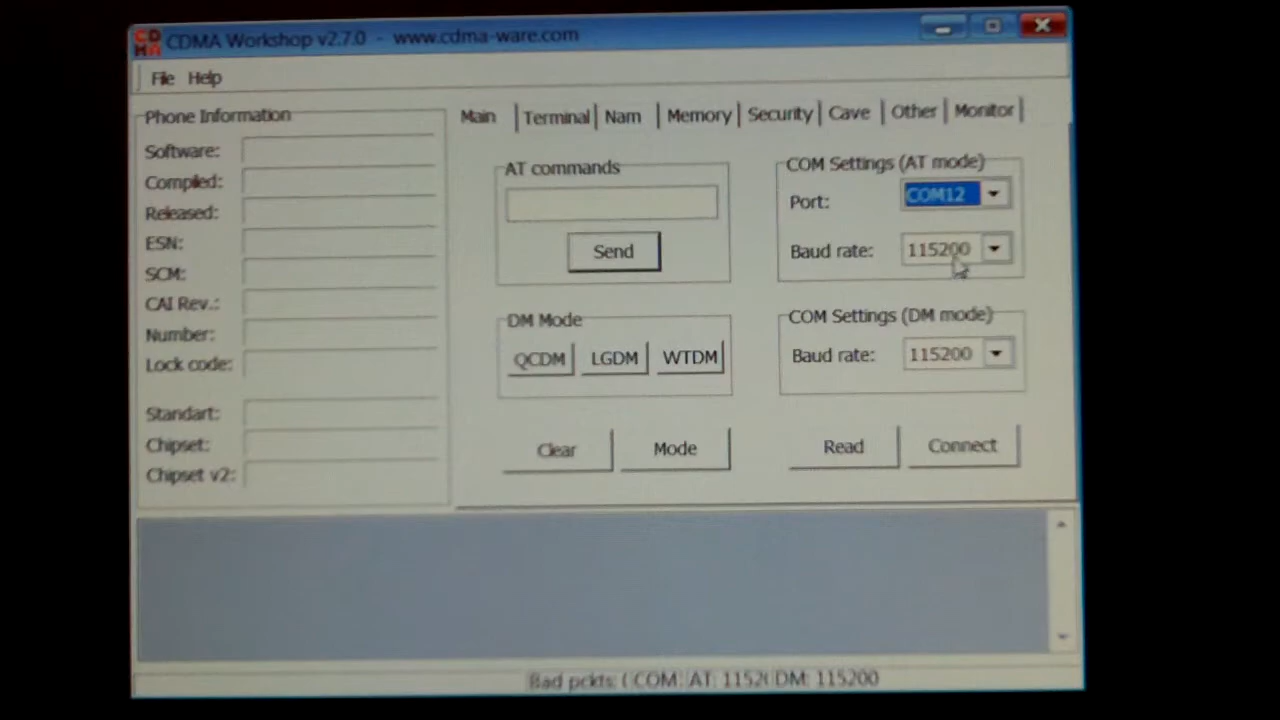 CDMA CDMA Workshop v2.7.0 - www.cdma-ware.com
File Help
Phone Information
Software:
Compiled:
Released:
ESN:
SCM:
CAI Rev.:
Number:
Lock code:
Standart:
Chipset:
Chipset v2:
Main Terminal Nam Memory Security Cave Other Monitor
AT commands
Send
COM Settings (AT mode)
Port: COM12
Baud rate: 115200
DM Mode
QCDM LGDM WTDM
COM Settings (DM mode)
Baud rate: 115200
Clear Mode Read Connect
Bad pckts: ( COM: AT: 1152( DM: 115200